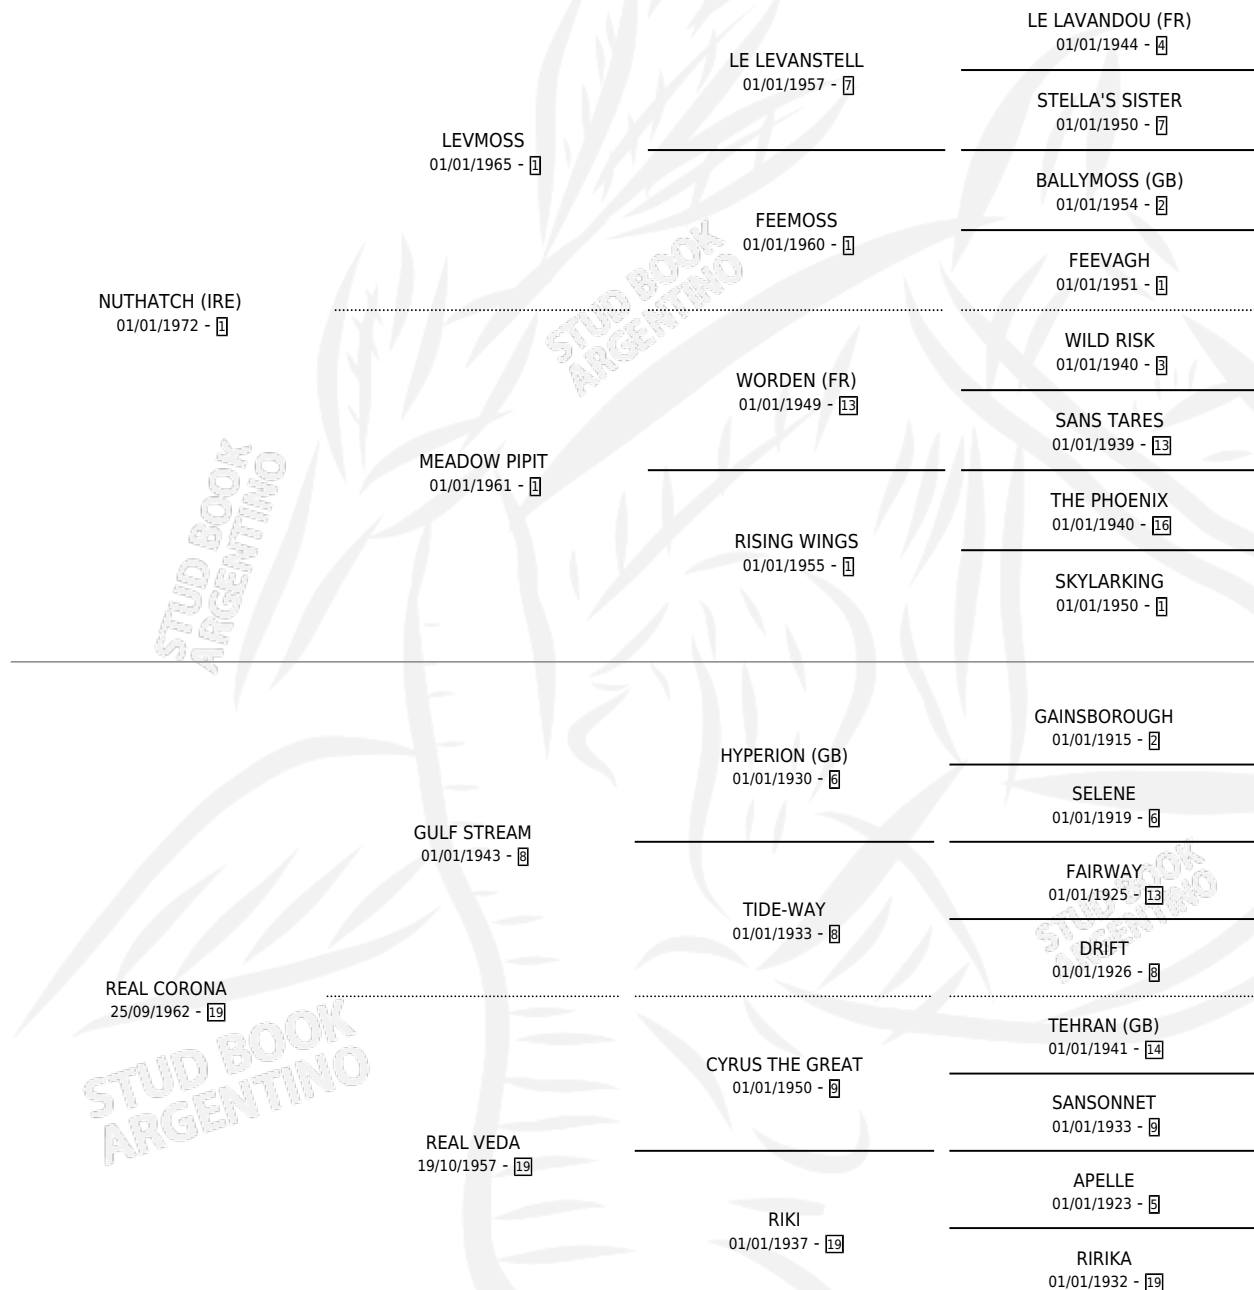 LE LAVANDOU (FR)
01/01/1944 - 4
LE LEVANSTELL
01/01/1957 - 7
STELLA'S SISTER
01/01/1950 - 7
LEVMOSS
01/01/1965 - 1
BALLYMOSS (GB)
01/01/1954 - 2
FEEMOSS
01/01/1960 - 1
FEEVAGH
01/01/1951 - 1
NUTHATCH (IRE)
01/01/1972 - 1
WILD RISK
01/01/1940 - 3
WORDEN (FR)
01/01/1949 - 13
SANS TARES
01/01/1939 - 13
MEADOW PIPIT
01/01/1961 - 1
THE PHOENIX
01/01/1940 - 16
RISING WINGS
01/01/1955 - 1
SKYLARKING
01/01/1950 - 1
GAINSBOROUGH
01/01/1915 - 2
HYPERION (GB)
01/01/1930 - 6
SELENE
01/01/1919 - 6
GULF STREAM
01/01/1943 - 8
FAIRWAY
01/01/1925 - 13
TIDE-WAY
01/01/1933 - 8
DRIFT
01/01/1926 - 8
REAL CORONA
25/09/1962 - 19
TEHRAN (GB)
01/01/1941 - 14
CYRUS THE GREAT
01/01/1950 - 9
SANSONNET
01/01/1933 - 9
REAL VEDA
19/10/1957 - 19
APELLE
01/01/1923 - 5
RIKI
01/01/1937 - 19
RIRIKA
01/01/1932 - 19
STUD BOOK
ARGENTINO
STUD BOOK
ARGENTINO
STUD BOOK
ARGENTINO
STUD BOOK
ARGENTINO